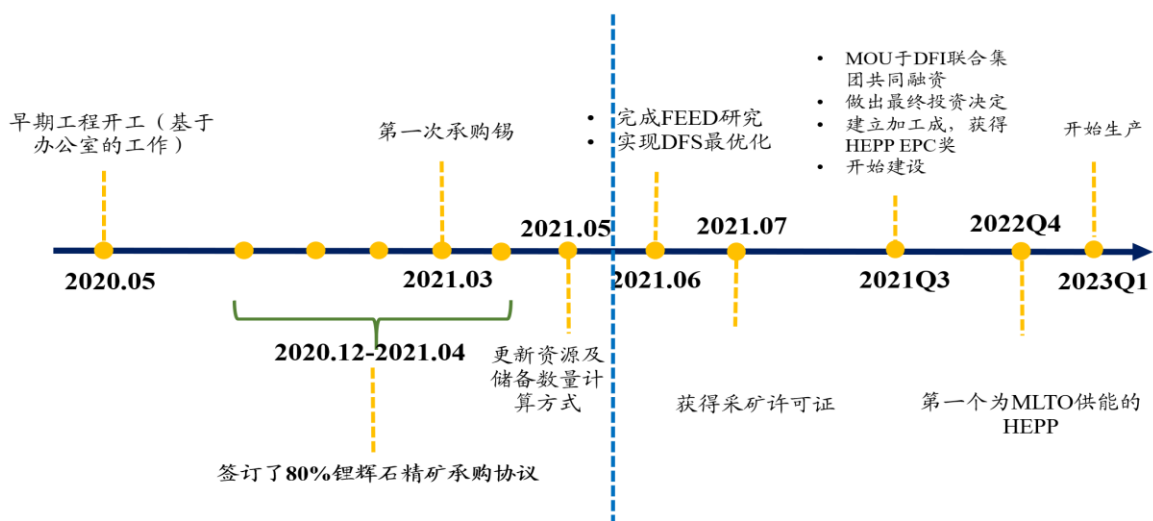 MOU于DFI联合集
团共同融资
做出最终投资决定
建立加工成，获得
HEPP EPC奖
开始建设
早期工程开工（基于
办公室的工作）
第一次承购锡
完成FEED研究
实现DFS最优化
开始生产
2021.05
2021.07
2022Q4
2020.05
2021.03
2021.06
2021Q3
2023Q1
2020.12-2021.04
更新资源及
储备数量计
算方式
获得采矿许可证
第一个为MLTO供能的
HEPP
签订了80%锂辉石精矿承购协议